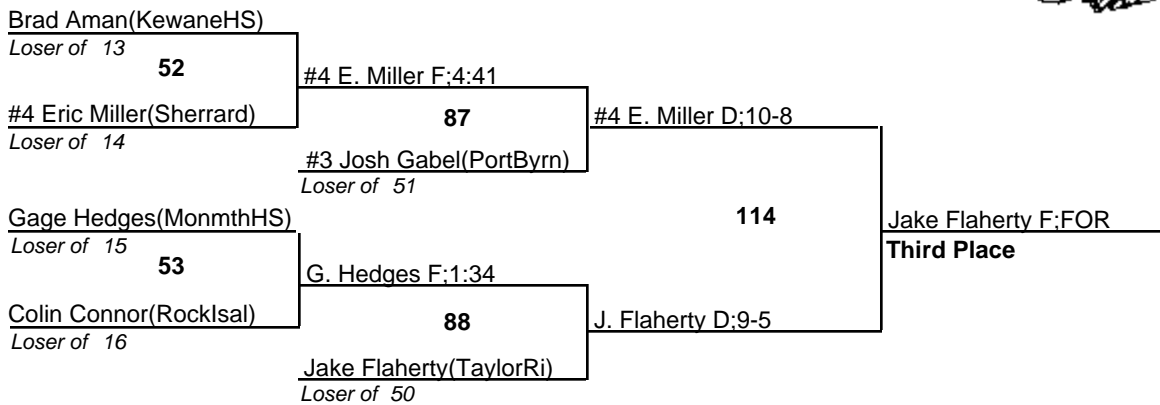 Brad Aman(KewaneHS)
Loser of 13
52
#4 E. Miller F;4:41
#4 Eric Miller(Sherrard)
Loser of 14
87
#4 E. Miller D;10-8
#3 Josh Gabel(PortByrn)
Loser of 51
Gage Hedges(MonmthHS)
Loser of 15
114
Jake Flaherty F;FOR
Third Place
53
G. Hedges F;1:34
Colin Connor(RockIsal)
Loser of 16
88
J. Flaherty D;9-5
Jake Flaherty(TaylorRi)
Loser of 50